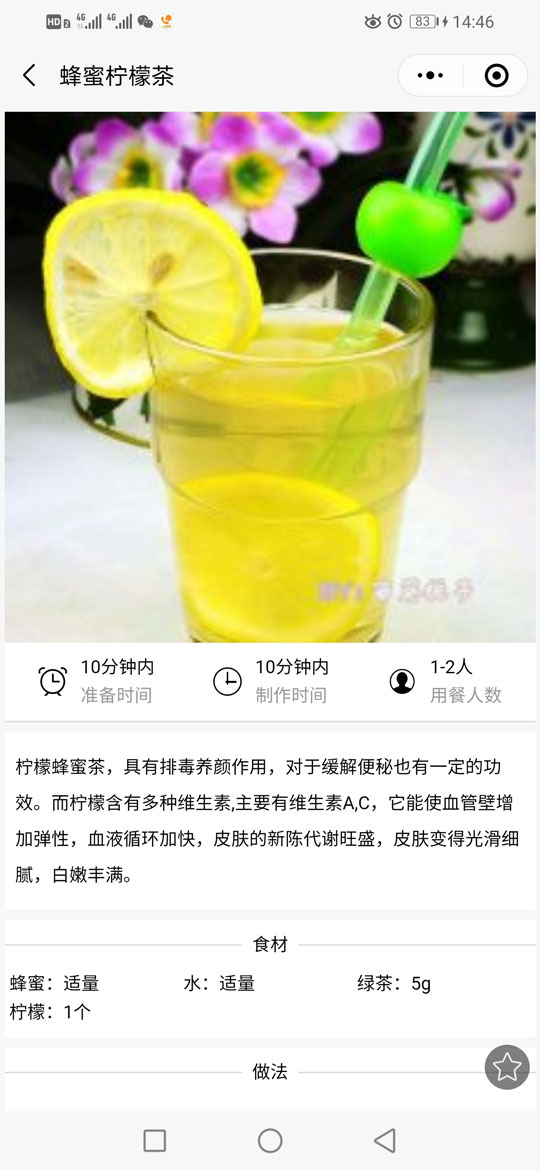 HD 2 4G 4G 83 14:46
蜂蜜柠檬茶
10分钟内 10分钟内 1-2人
准备时间 制作时间 用餐人数
柠檬蜂蜜茶，具有排毒养颜作用，对于缓解便秘也有一定的功
效。而柠檬含有多种维生素,主要有维生素A,C，它能使血管壁增
加弹性，血液循环加快，皮肤的新陈代谢旺盛，皮肤变得光滑细
腻，白嫩丰满。
食材
蜂蜜：适量 水：适量 绿茶：5g
柠檬：1个
做法